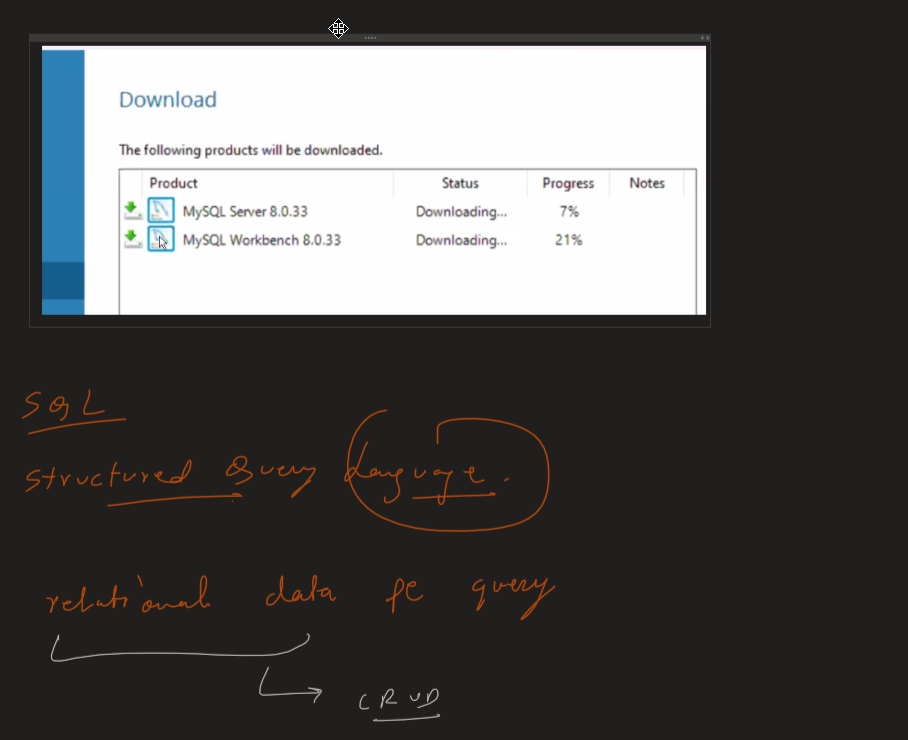 Download
The following products will be downloaded.
Product Status Progress Notes
MySQL Server 8.0.33 Downloading... 7%
MySQL Workbench 8.0.33 Downloading... 21%
SQL
Structured Query Language.
relational data pe query
CRUD